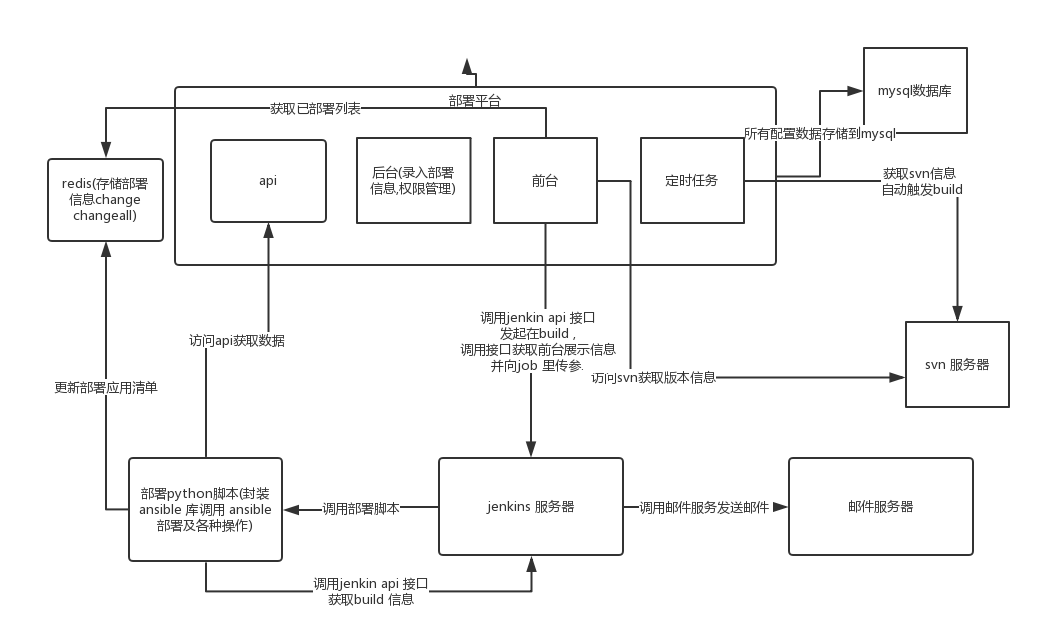 部署平台
获取已部署列表
mysql数据库
所有配置数据存储到mysql
redis(存储部署
信息change
changeall)
api
后台(录入部署
信息,权限管理)
前台
定时任务
获取svn信息
自动触发build
访问api获取数据
调用jenkin api 接口
发起在build ,
调用接口获取前台展示信息
并向job 里传参.
访问svn获取版本信息
svn 服务器
更新部署应用清单
部署python脚本(封装
ansible 库调用 ansible
部署及各种操作)
调用部署脚本
jenkins 服务器
调用邮件服务发送邮件
邮件服务器
调用jenkin api 接口
获取build 信息